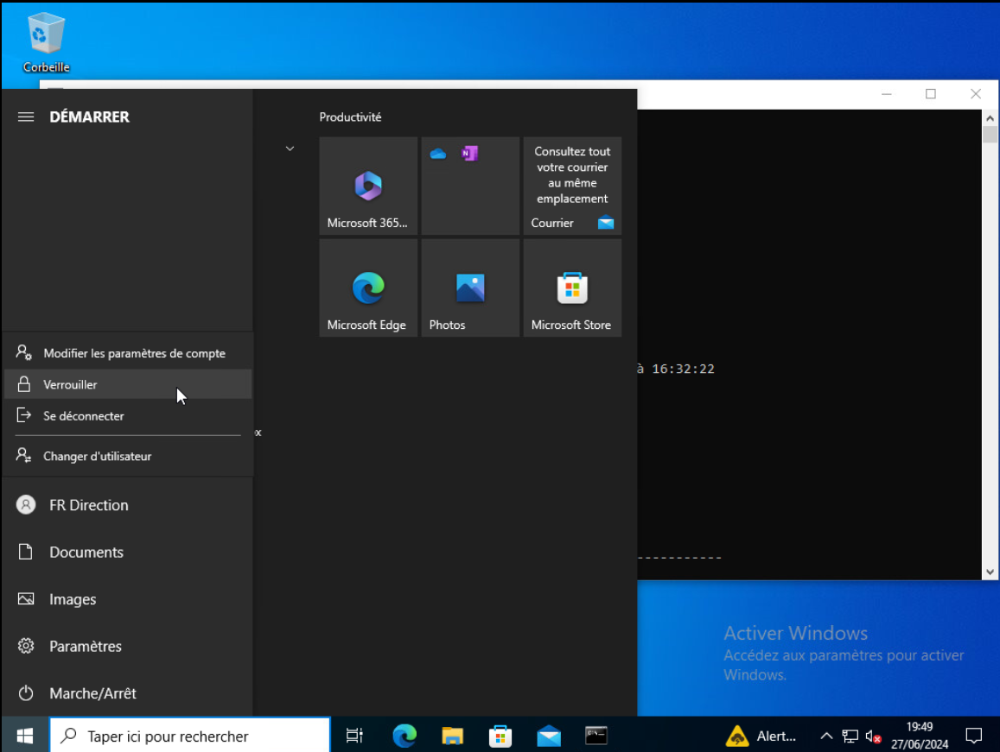 Corbeille
DÉMARRER
Productivité
Microsoft 365...
Consultez tout
votre courrier
au même
emplacement
Courrier
Microsoft Edge
Photos
Microsoft Store
Modifier les paramètres de compte
Verrouiller
Se déconnecter
Changer d'utilisateur
FR Direction
Documents
Images
Paramètres
Marche/Arrêt
à 16:32:22
-----------
Activer Windows
Accédez aux paramètres pour activer
Windows.
Taper ici pour rechercher
Alert...
19:49
27/06/2024